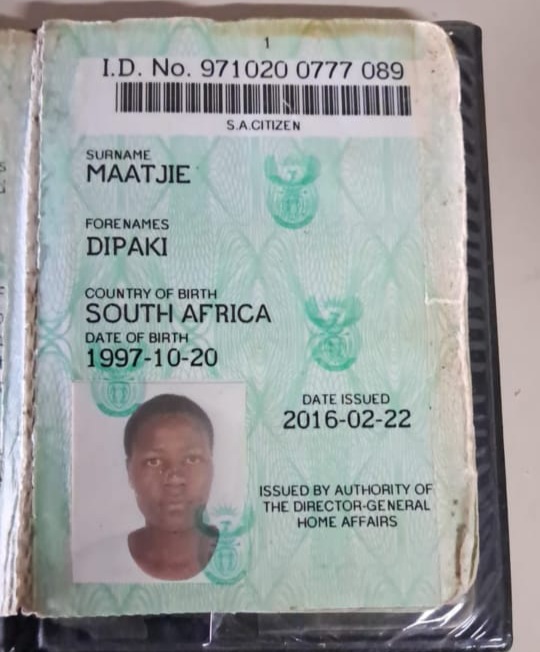 1
I.D. No. 971020 0777 089
S.A.CITIZEN
SURNAME
MAATJIE
FORENAMES
DIPAKI
COUNTRY OF BIRTH
SOUTH AFRICA
DATE OF BIRTH
1997-10-20
DATE ISSUED
2016-02-22
ISSUED BY AUTHORITY OF
THE DIRECTOR-GENERAL
HOME AFFAIRS